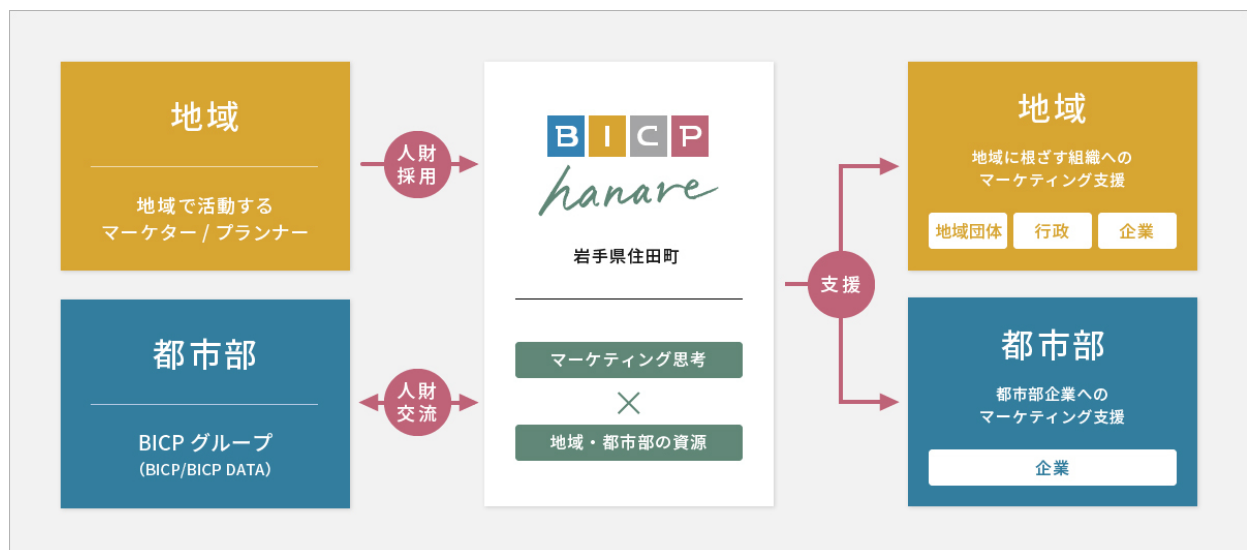 地域
地域で活動する
マーケター / プランナー
都市部
BICP グループ
（BICP/BICP DATA）
人財
採用
人財
交流
BICP
hanare
岩手県住田町
マーケティング思考
×
地域・都市部の資源
支援
地域
地域に根ざす組織への
マーケティング支援
地域団体 行政 企業
都市部
都市部企業への
マーケティング支援
企業